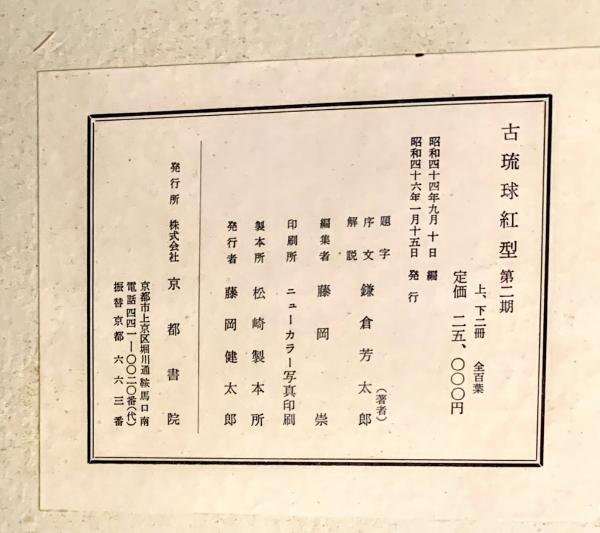 古琉球紅型 第二期
上、下二冊 全百葉
定価 二五、〇〇〇円
昭和四十四年九月 十 日 編
昭和四十六年一月十五日 発 行
題 字
序 文
解 説
鎌倉芳太郎
(著者)
編集者 藤岡 崇
印刷所 ニューカラー写真印刷
製本所 松崎製本所
発行者 藤岡健太郎
発行所 株式会社 京都書院
京都市上京区堀川通鞍馬口南
電話四四一―〇〇二〇番(代)
振替京都 六六三番